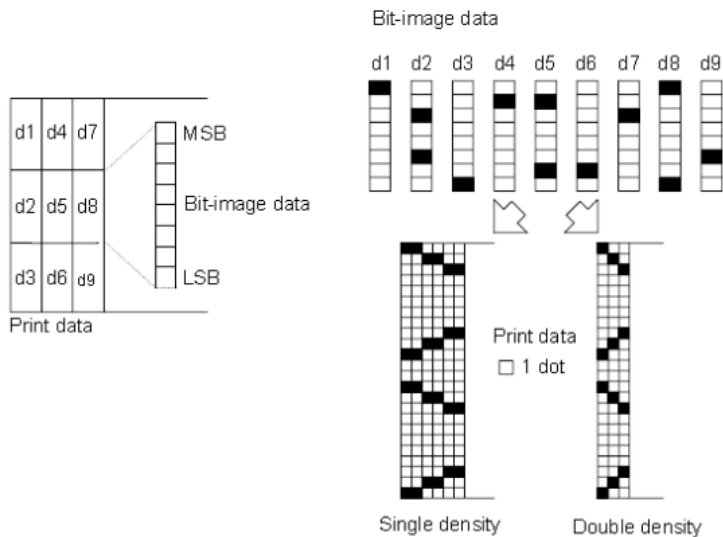 Bit-image data
d1 d2 d3 d4 d5 d6 d7 d8 d9
d1 d4 d7
d2 d5 d8
d3 d6 d9
MSB
Bit-image data
LSB
Print data
Print data
1 dot
Single density
Double density